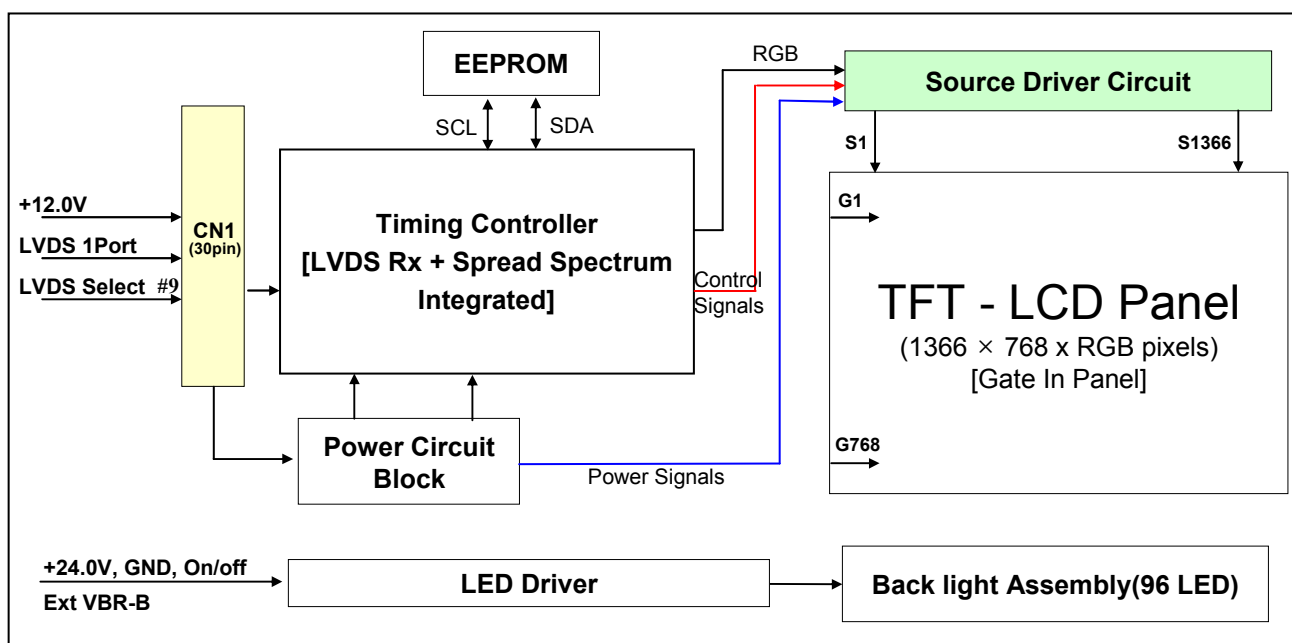 EEPROM
SCL
SDA
RGB
Source Driver Circuit
S1
S1366
+12.0V
LVDS 1Port
LVDS Select #9
CN1
(30pin)
Timing Controller
[LVDS Rx + Spread Spectrum
Integrated]
Control
Signals
G1
TFT - LCD Panel
(1366 × 768 x RGB pixels)
[Gate In Panel]
G768
Power Circuit
Block
Power Signals
+24.0V, GND, On/off
Ext VBR-B
LED Driver
Back light Assembly(96 LED)